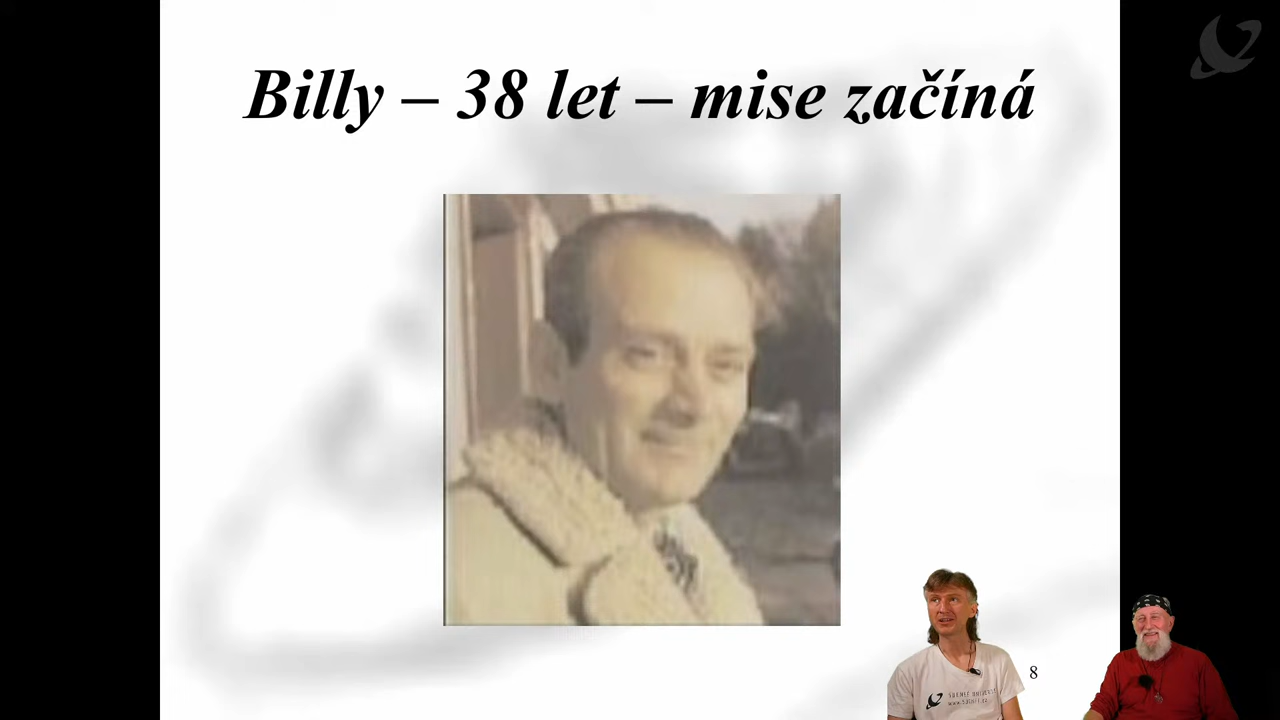 Billy – 38 let – mise začíná
8